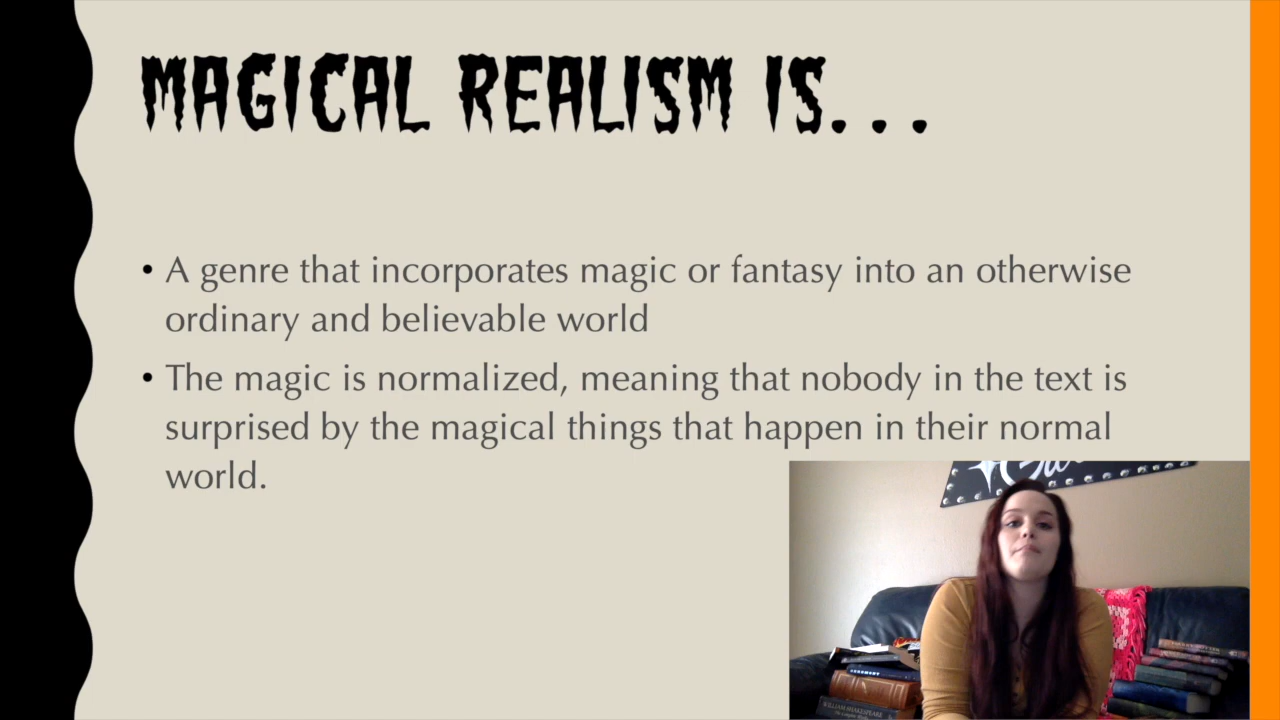 MAGICAL REALISM IS...
• A genre that incorporates magic or fantasy into an otherwise
ordinary and believable world
• The magic is normalized, meaning that nobody in the text is
surprised by the magical things that happen in their normal
world.
WILLIAM SHAKESPEARE